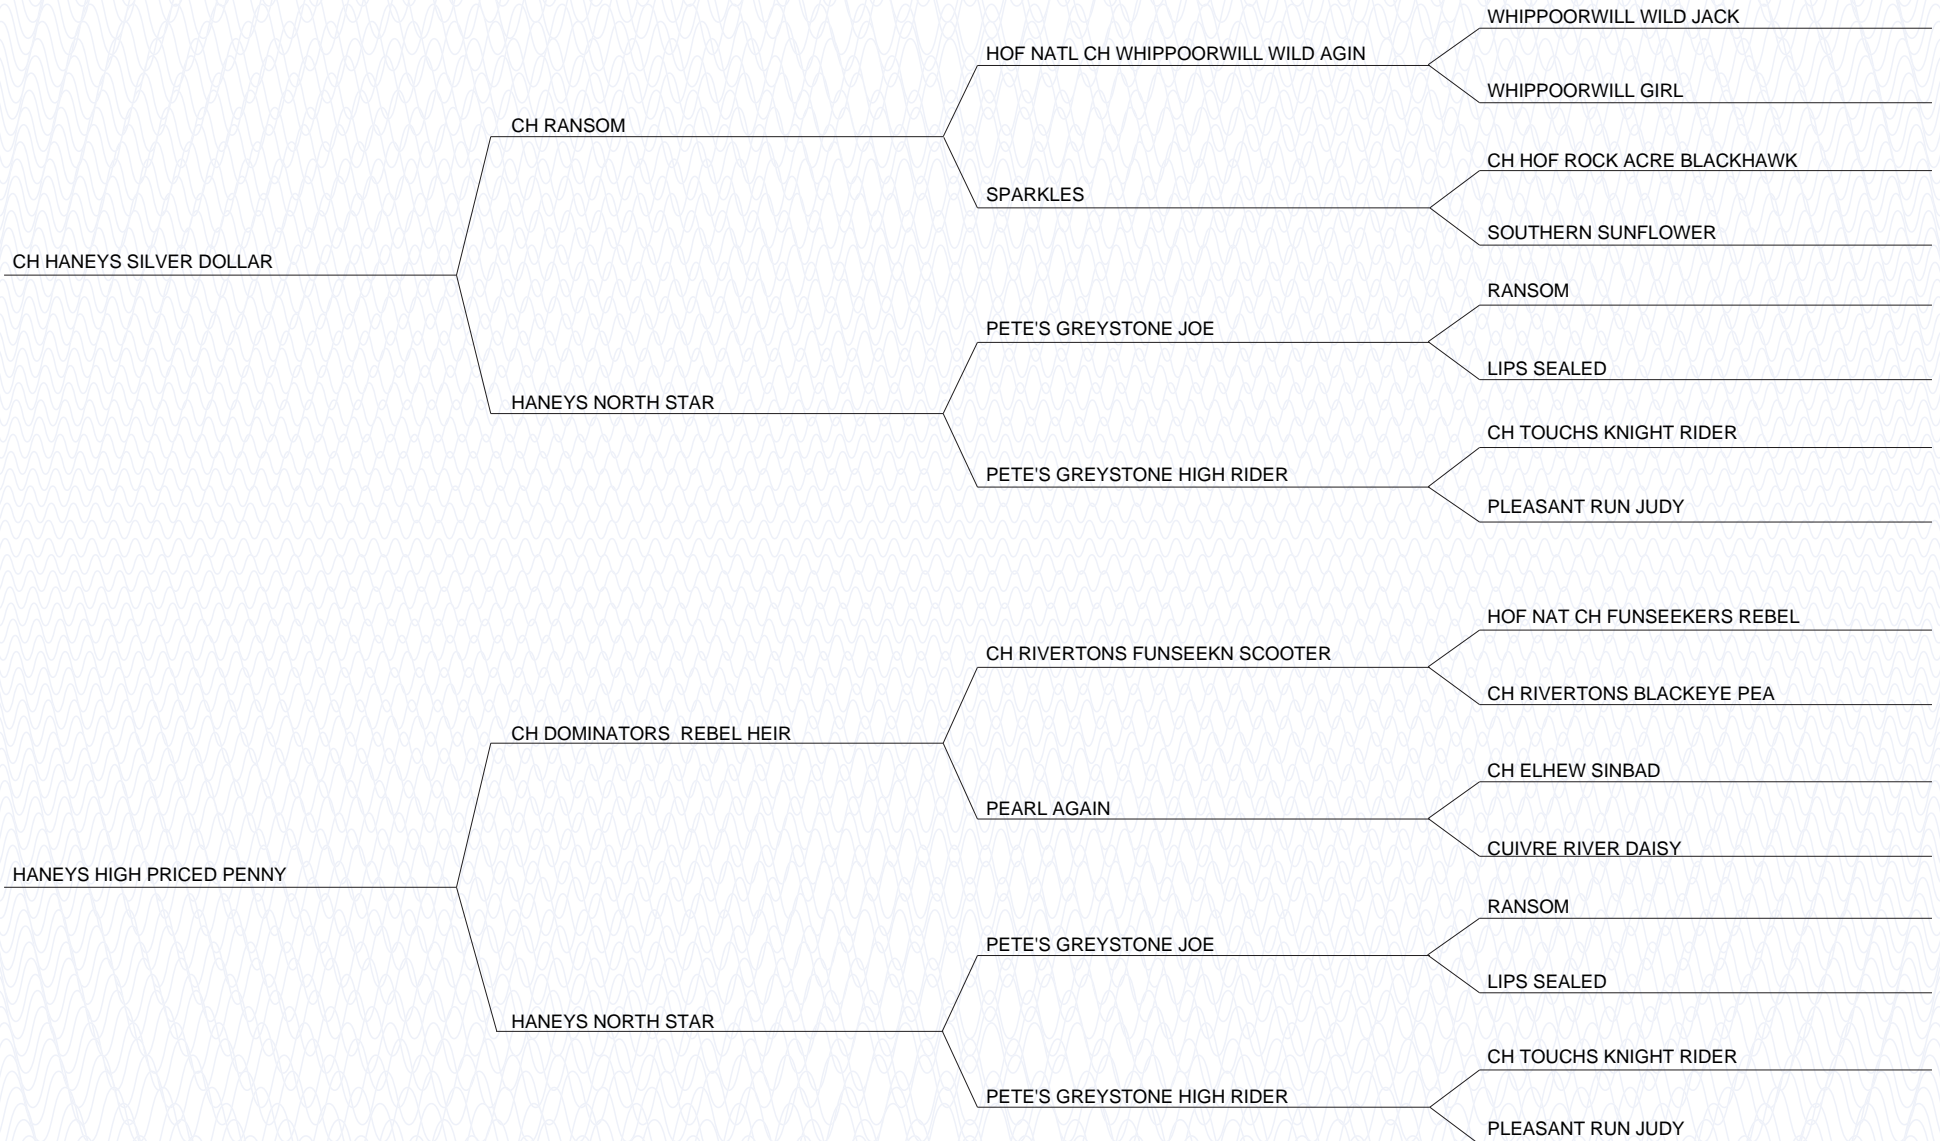 WHIPPOORWILL WILD JACK
HOF NATL CH WHIPPOORWILL WILD AGIN
WHIPPOORWILL GIRL
CH RANSOM
CH HOF ROCK ACRE BLACKHAWK
SPARKLES
SOUTHERN SUNFLOWER
CH HANEYS SILVER DOLLAR
RANSOM
PETE'S GREYSTONE JOE
LIPS SEALED
HANEYS NORTH STAR
CH TOUCHS KNIGHT RIDER
PETE'S GREYSTONE HIGH RIDER
PLEASANT RUN JUDY
HOF NAT CH FUNSEEKERS REBEL
CH RIVERTONS FUNSEEKN SCOOTER
CH RIVERTONS BLACKEYE PEA
CH DOMINATORS  REBEL HEIR
CH ELHEW SINBAD
PEARL AGAIN
CUIVRE RIVER DAISY
HANEYS HIGH PRICED PENNY
RANSOM
PETE'S GREYSTONE JOE
LIPS SEALED
HANEYS NORTH STAR
CH TOUCHS KNIGHT RIDER
PETE'S GREYSTONE HIGH RIDER
PLEASANT RUN JUDY